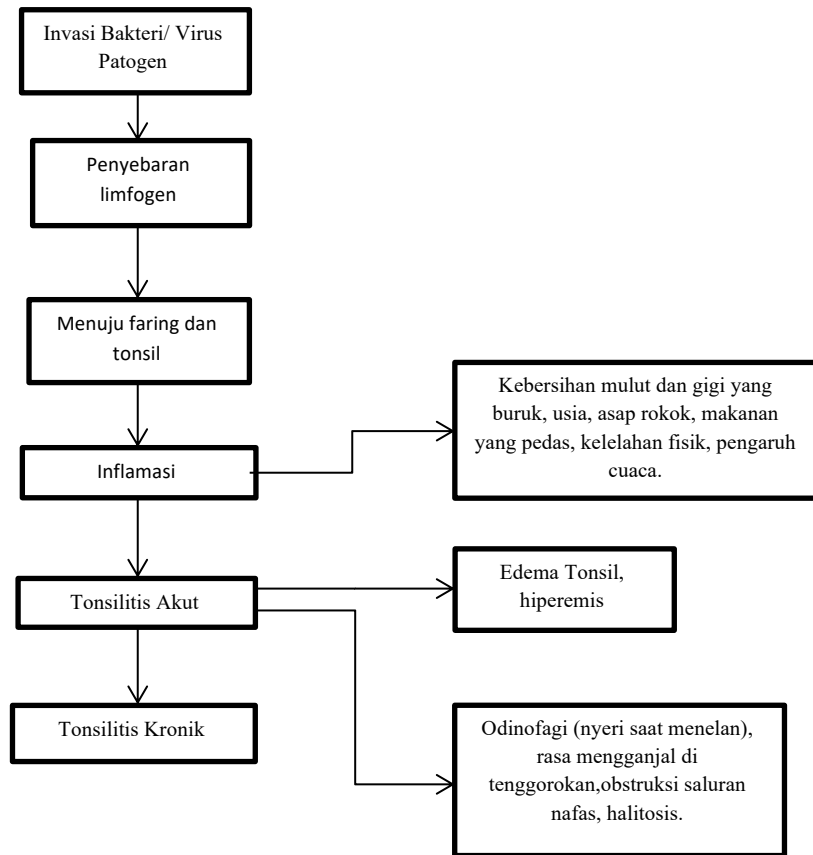 Invasi Bakteri/ Virus
Patogen
Penyebaran
limfogen
Menuju faring dan
tonsil
Kebersihan mulut dan gigi yang
buruk, usia, asap rokok, makanan
yang pedas, kelelahan fisik, pengaruh
cuaca.
Inflamasi
Edema Tonsil,
hiperemis
Tonsilitis Akut
Tonsilitis Kronik
Odinofagi (nyeri saat menelan),
rasa mengganjal di
tenggorokan,obstruksi saluran
nafas, halitosis.